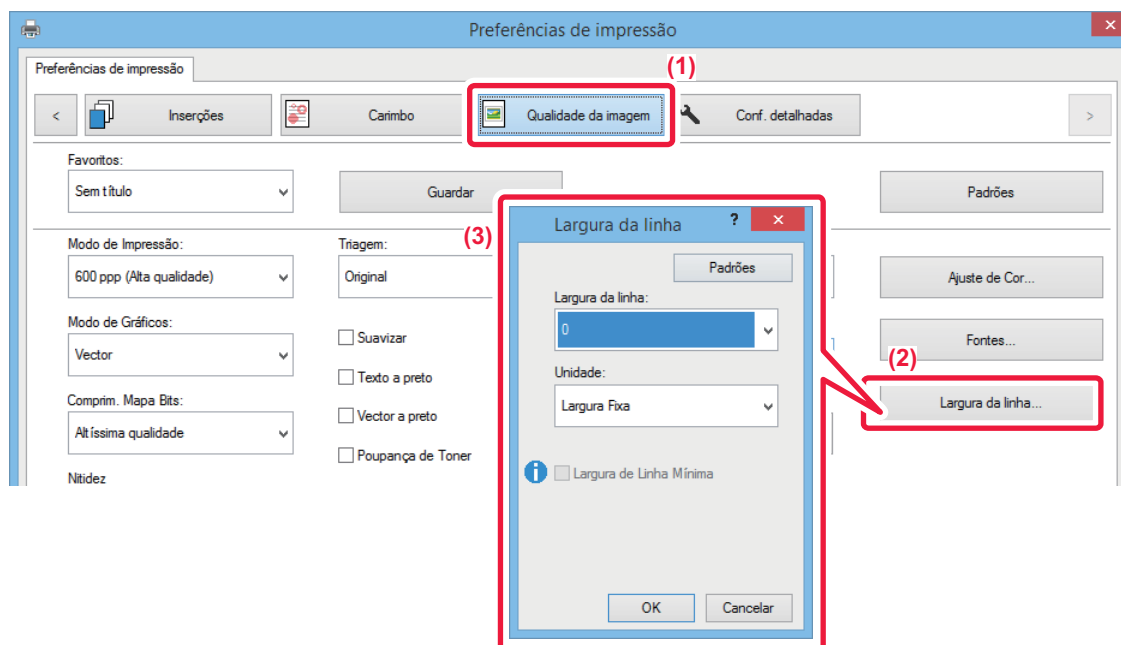 Preferências de impressão
Preferências de impressão
(1)
<
Inserções
Carimbo
Qualidade da imagem
Conf. detalhadas
>
Favoritos:
Sem título
Guardar
Padrões
Modo de Impressão:
600 ppp (Alta qualidade)
Triagem:
Original
Ajuste de Cor...
Modo de Gráficos:
Vector
Suavizar
Texto a preto
Fontes...
(2)
Comprim. Mapa Bits:
Altíssima qualidade
Vector a preto
Poupança de Toner
Largura da linha...
Nitidez
(3)
Largura da linha
?
Padrões
Largura da linha:
0
Unidade:
Largura Fixa
Largura de Linha Mínima
OK
Cancelar